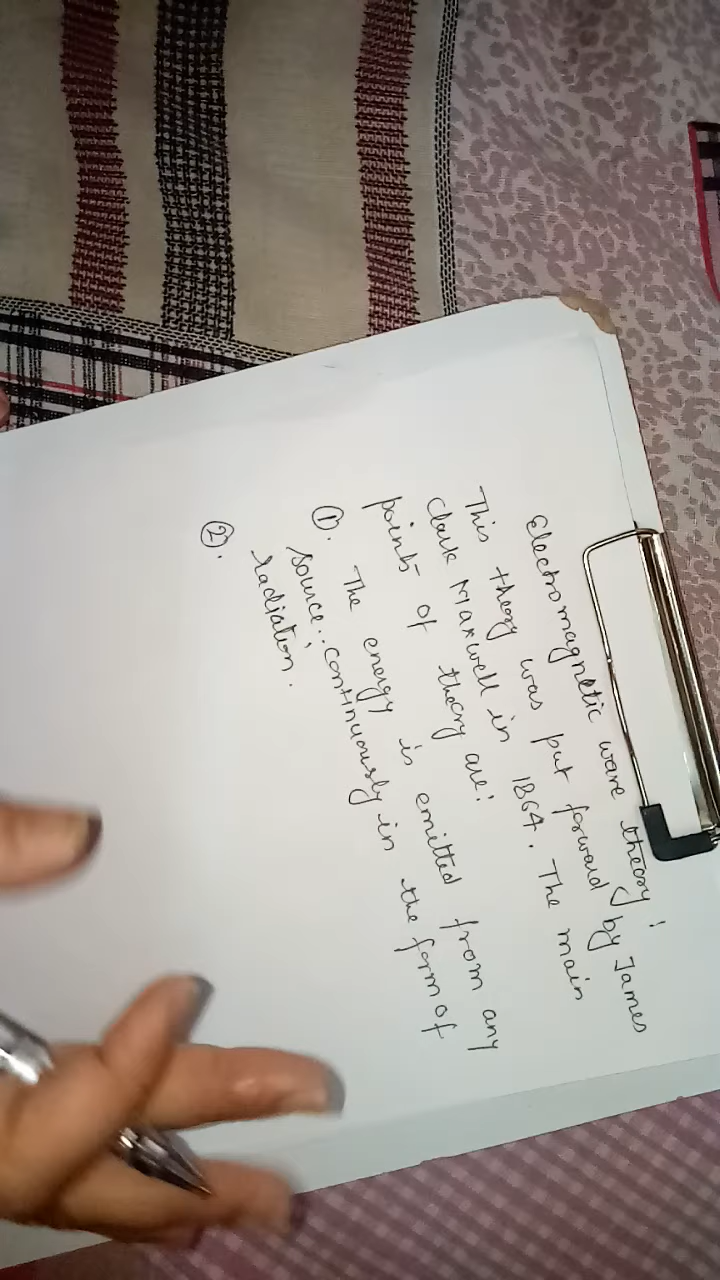 Electromagnetic wave theory:
This theory was put forward by James
Clark Maxwell in 1864. The main
points of theory are:
①. The energy is emitted from any
source.. continuously in the form of
radiation.
②.